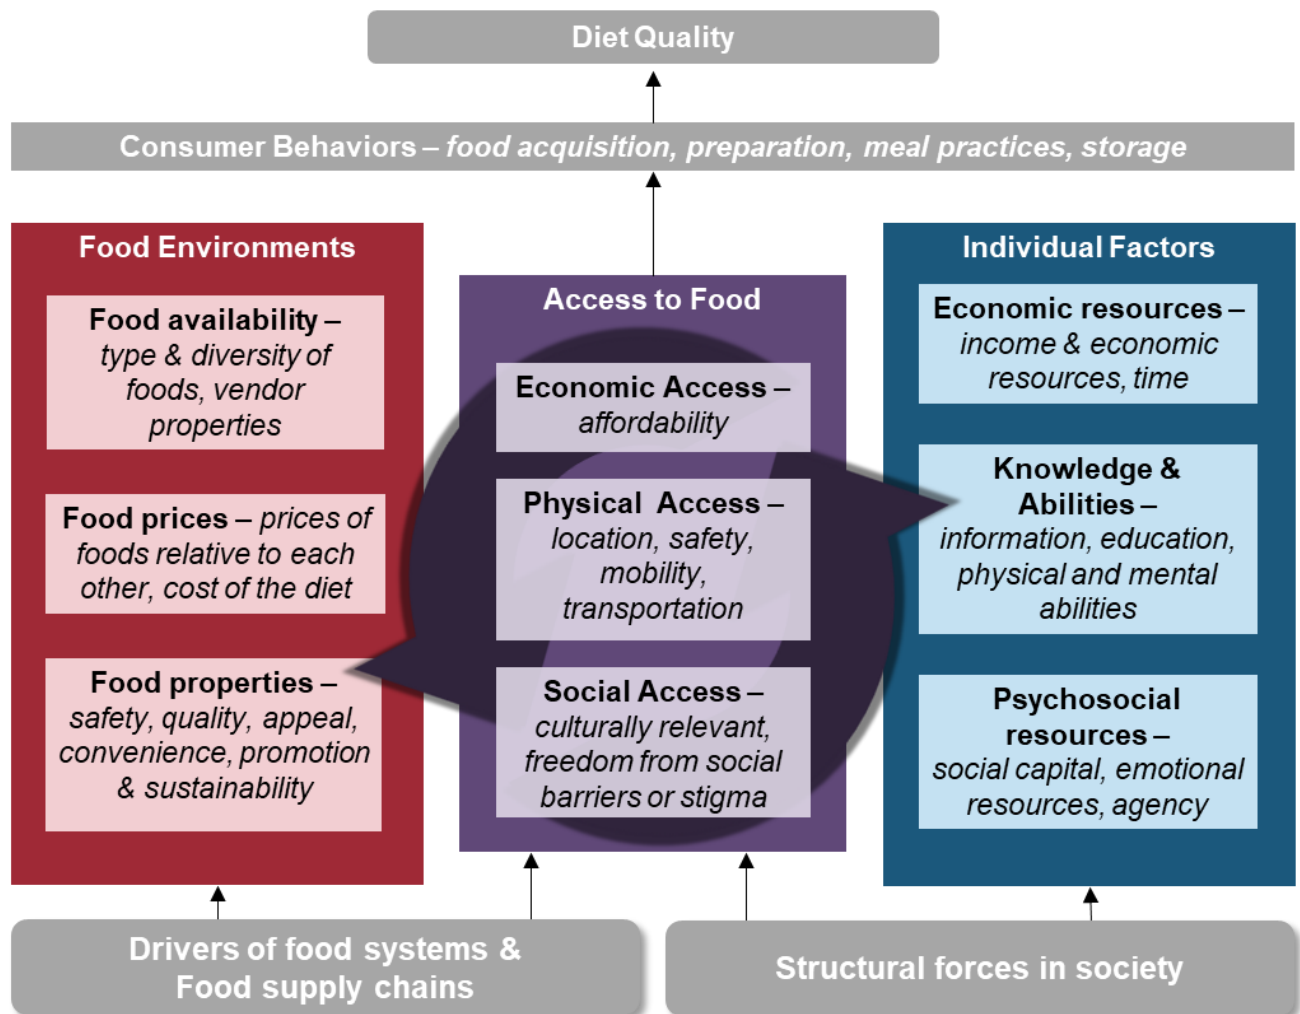 Diet Quality
Consumer Behaviors – food acquisition, preparation, meal practices, storage
Food Environments
Food availability –
type & diversity of
foods, vendor
properties
Food prices – prices of
foods relative to each
other, cost of the diet
Food properties –
safety, quality, appeal,
convenience, promotion
& sustainability
Access to Food
Economic Access –
affordability
Physical Access –
location, safety,
mobility,
transportation
Social Access –
culturally relevant,
freedom from social
barriers or stigma
Individual Factors
Economic resources –
income & economic
resources, time
Knowledge &
Abilities –
information, education,
physical and mental
abilities
Psychosocial
resources –
social capital, emotional
resources, agency
Drivers of food systems &
Food supply chains
Structural forces in society